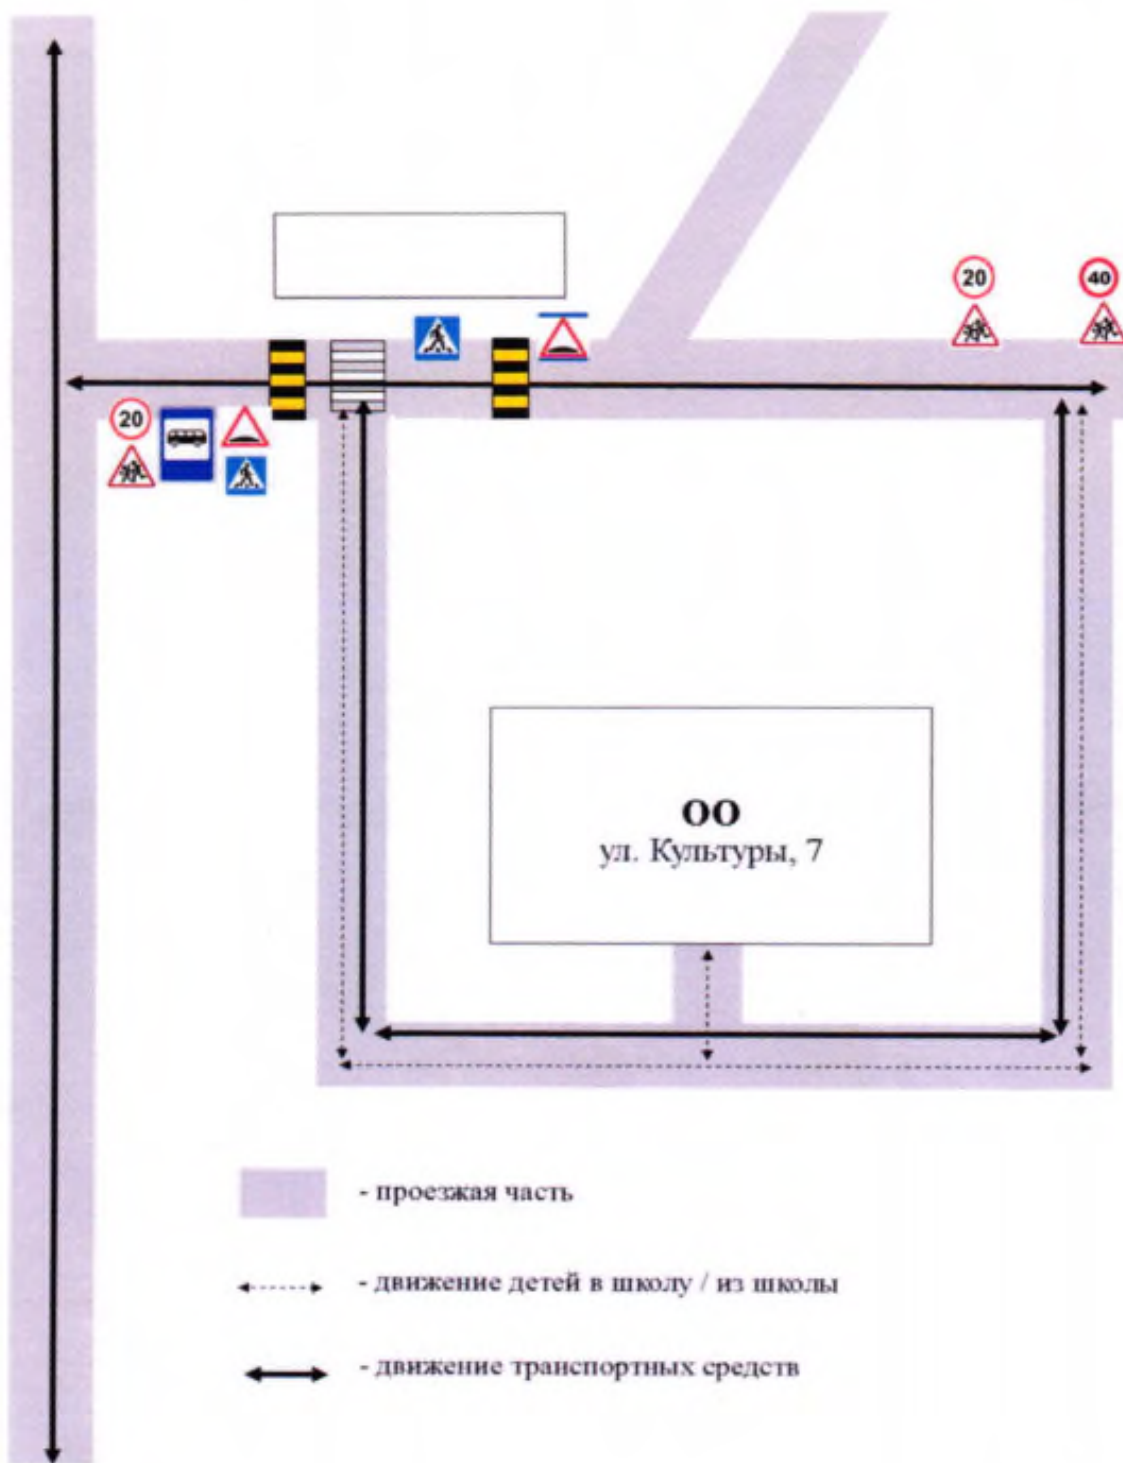 20
40
20
ОО
ул. Культуры, 7
- проезжая часть
- движение детей в школу / из школы
- движение транспортных средств